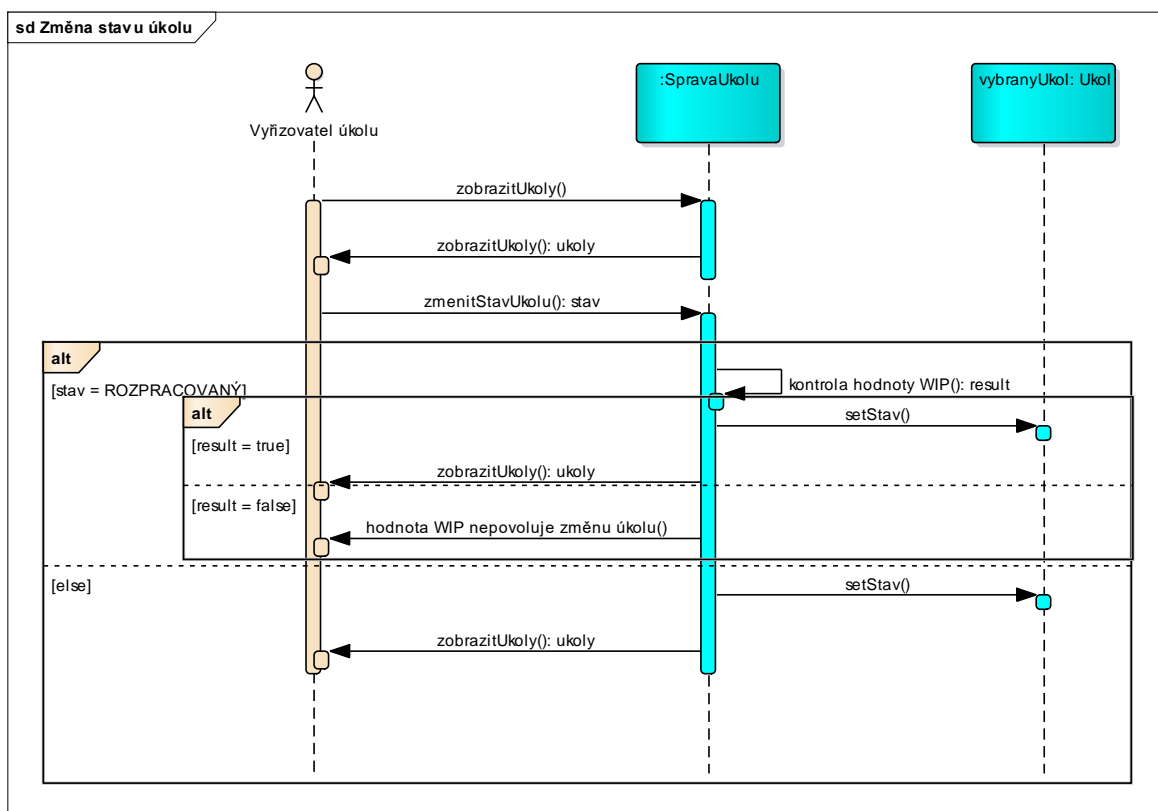 sd Změna stavu úkolu
:SpravaUkolu
vybranyUkol: Ukol
Vyřizovatel úkolu
zobrazitUkoly()
zobrazitUkoly(): ukoly
zmenitStavUkolu(): stav
alt
[stav = ROZPRACOVANÝ]
kontrola hodnoty WIP(): result
alt
setStav()
[result = true]
zobrazitUkoly(): ukoly
[result = false]
hodnota WIP nepovoluje změnu úkolu()
[else]
setStav()
zobrazitUkoly(): ukoly